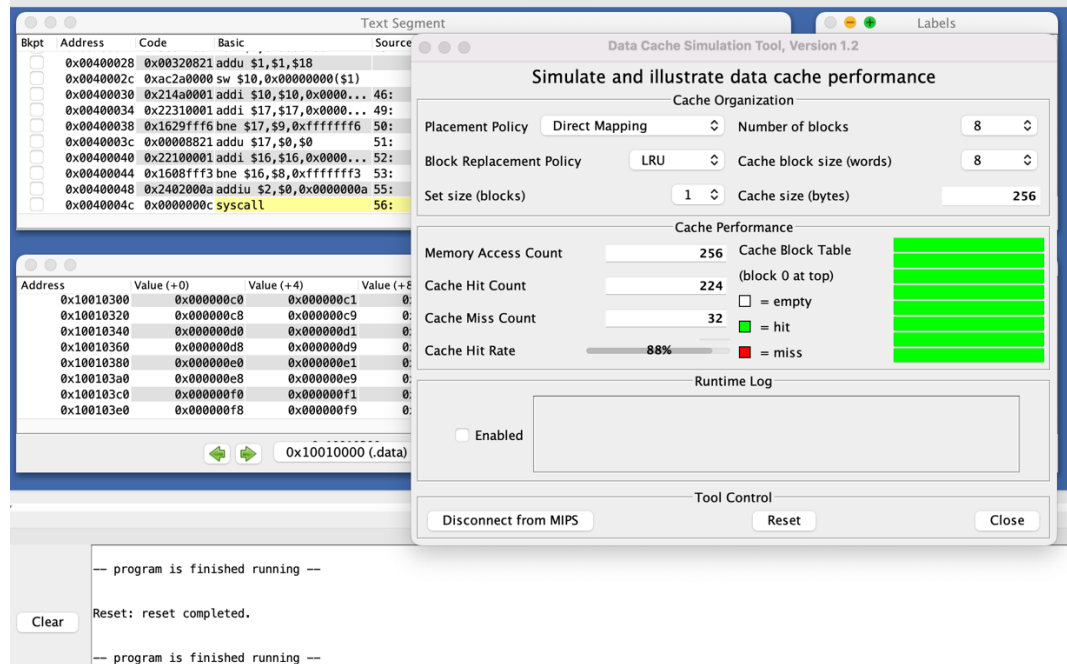 Text Segment
Bkpt Address Code Basic Source
0x00400028 0x00320821 addu $1,$1,$18
0x0040002c 0xac2a0000 sw $10,0x00000000($1)
0x00400030 0x214a0001 addi $10,$10,0x0000... 46:
0x00400034 0x22310001 addi $17,$17,0x0000... 49:
0x00400038 0x1629fff6 bne $17,$9,0xfffffff6 50:
0x0040003c 0x00008821 addu $17,$0,$0 51:
0x00400040 0x22100001 addi $16,$16,0x0000... 52:
0x00400044 0x1608fff3 bne $16,$8,0xfffffff3 53:
0x00400048 0x2402000a addiu $2,$0,0x0000000a 55:
0x0040004c 0x0000000c syscall 56:
Labels
Address Value (+0) Value (+4) Value (+8
0x10010300 0x000000c0 0x000000c1 0
0x10010320 0x000000c8 0x000000c9 0
0x10010340 0x000000d0 0x000000d1 0
0x10010360 0x000000d8 0x000000d9 0
0x10010380 0x000000e0 0x000000e1 0
0x100103a0 0x000000e8 0x000000e9 0
0x100103c0 0x000000f0 0x000000f1 0
0x100103e0 0x000000f8 0x000000f9 0
0x10010000 (.data)
Data Cache Simulation Tool, Version 1.2
Simulate and illustrate data cache performance
Cache Organization
Placement Policy Direct Mapping Number of blocks 8
Block Replacement Policy LRU Cache block size (words) 8
Set size (blocks) 1 Cache size (bytes) 256
Cache Performance
Memory Access Count 256 Cache Block Table
(block 0 at top)
Cache Hit Count 224
= empty
Cache Miss Count 32
= hit
Cache Hit Rate 88%
= miss
Runtime Log
Enabled
Tool Control
Disconnect from MIPS Reset Close
-- program is finished running --
Reset: reset completed.
Clear
-- program is finished running --